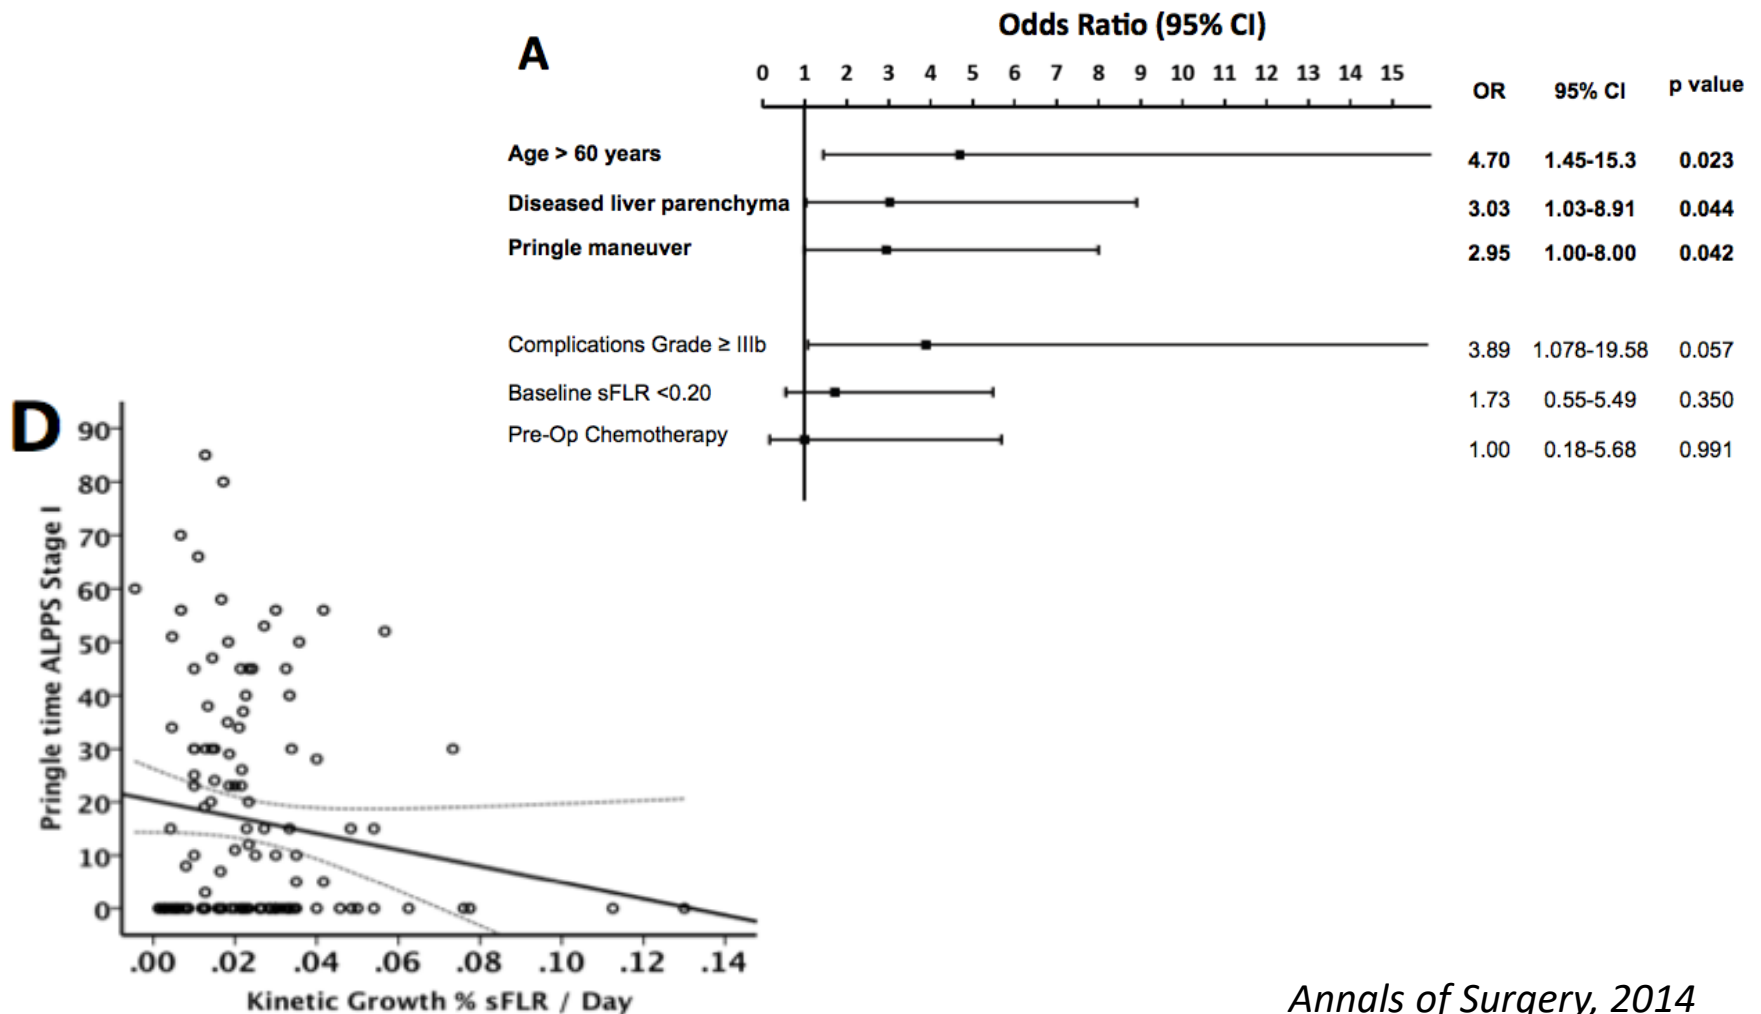 Odds Ratio (95% CI)
A
0 1 2 3 4 5 6 7 8 9 10 11 12 13 14 15
OR 95% CI p value
Age > 60 years 4.70 1.45-15.3 0.023
Diseased liver parenchyma 3.03 1.03-8.91 0.044
Pringle maneuver 2.95 1.00-8.00 0.042
Complications Grade ≥ IIIb 3.89 1.078-19.58 0.057
Baseline sFLR <0.20 1.73 0.55-5.49 0.350
Pre-Op Chemotherapy 1.00 0.18-5.68 0.991
D
Pringle time ALPPS Stage I
90
80
70
60
50
40
30
20
10
0
.00 .02 .04 .06 .08 .10 .12 .14
Kinetic Growth % sFLR / Day
Annals of Surgery, 2014